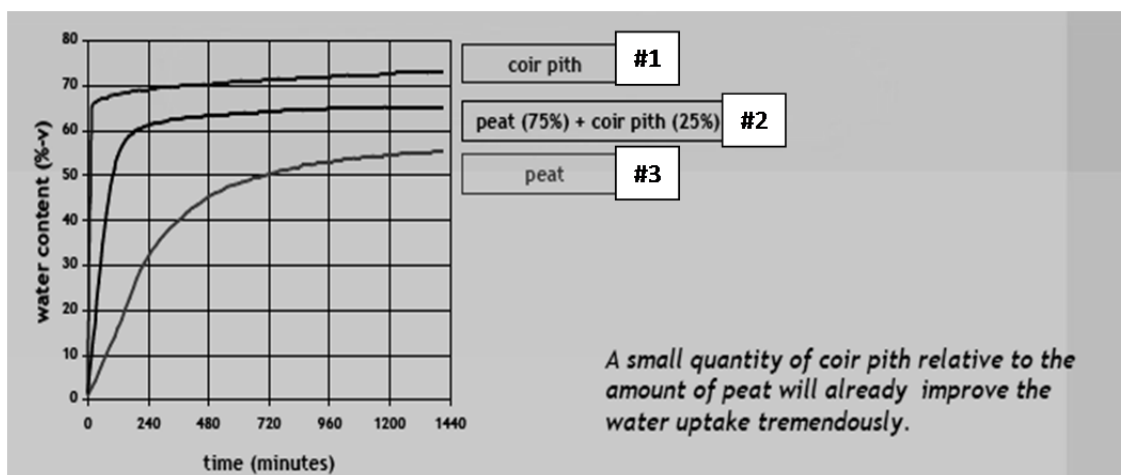 80
70
60
50
40
30
20
10
0
water content (%-v)
0 240 480 720 960 1200 1440
time (minutes)
coir pith #1
peat (75%) + coir pith (25%) #2
peat #3
A small quantity of coir pith relative to the
amount of peat will already improve the
water uptake tremendously.